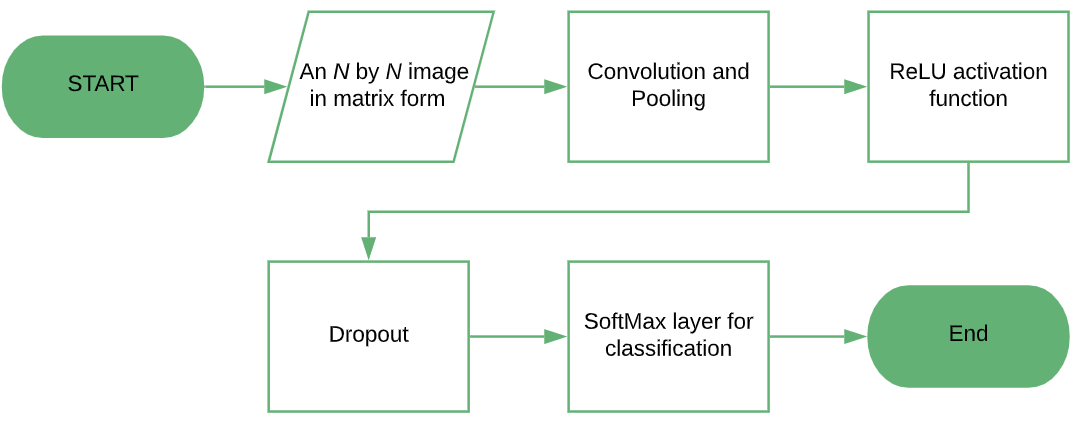 START
An N by N image
in matrix form
Convolution and
Pooling
ReLU activation
function
Dropout
SoftMax layer for
classification
End